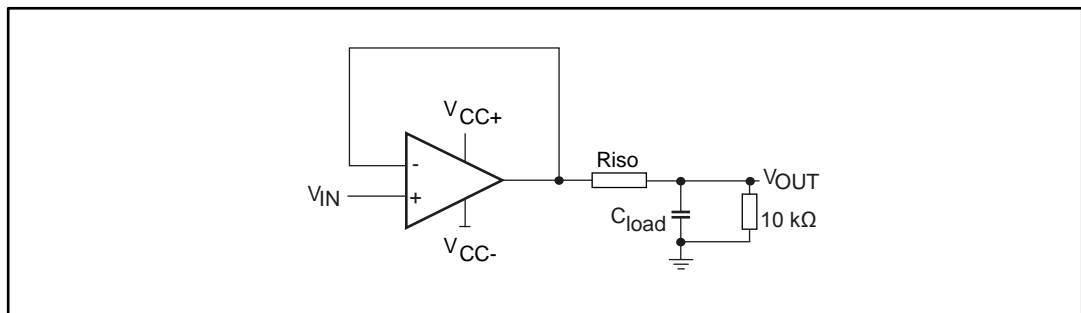 VCC+
Riso
-
VIN
+
VOUT
Cload
10 kΩ
VCC-